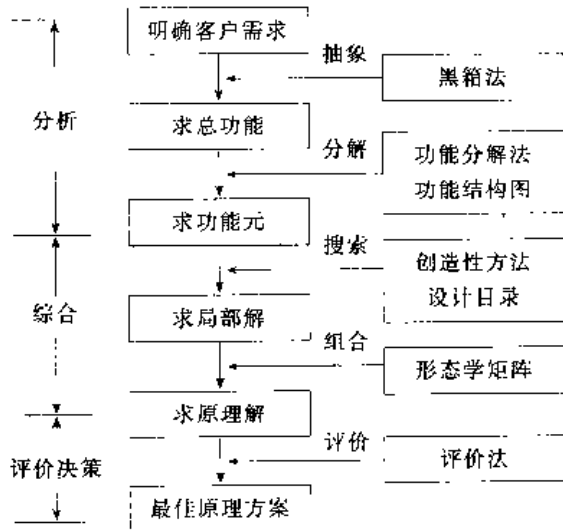 明确客户需求
抽象
黑箱法
分析
求总功能
分解
功能分解法
功能结构图
求功能元
搜索
创造性方法
设计目录
综合
求局部解
组合
形态学矩阵
求原理解
评价
评价法
评价决策
最佳原理方案